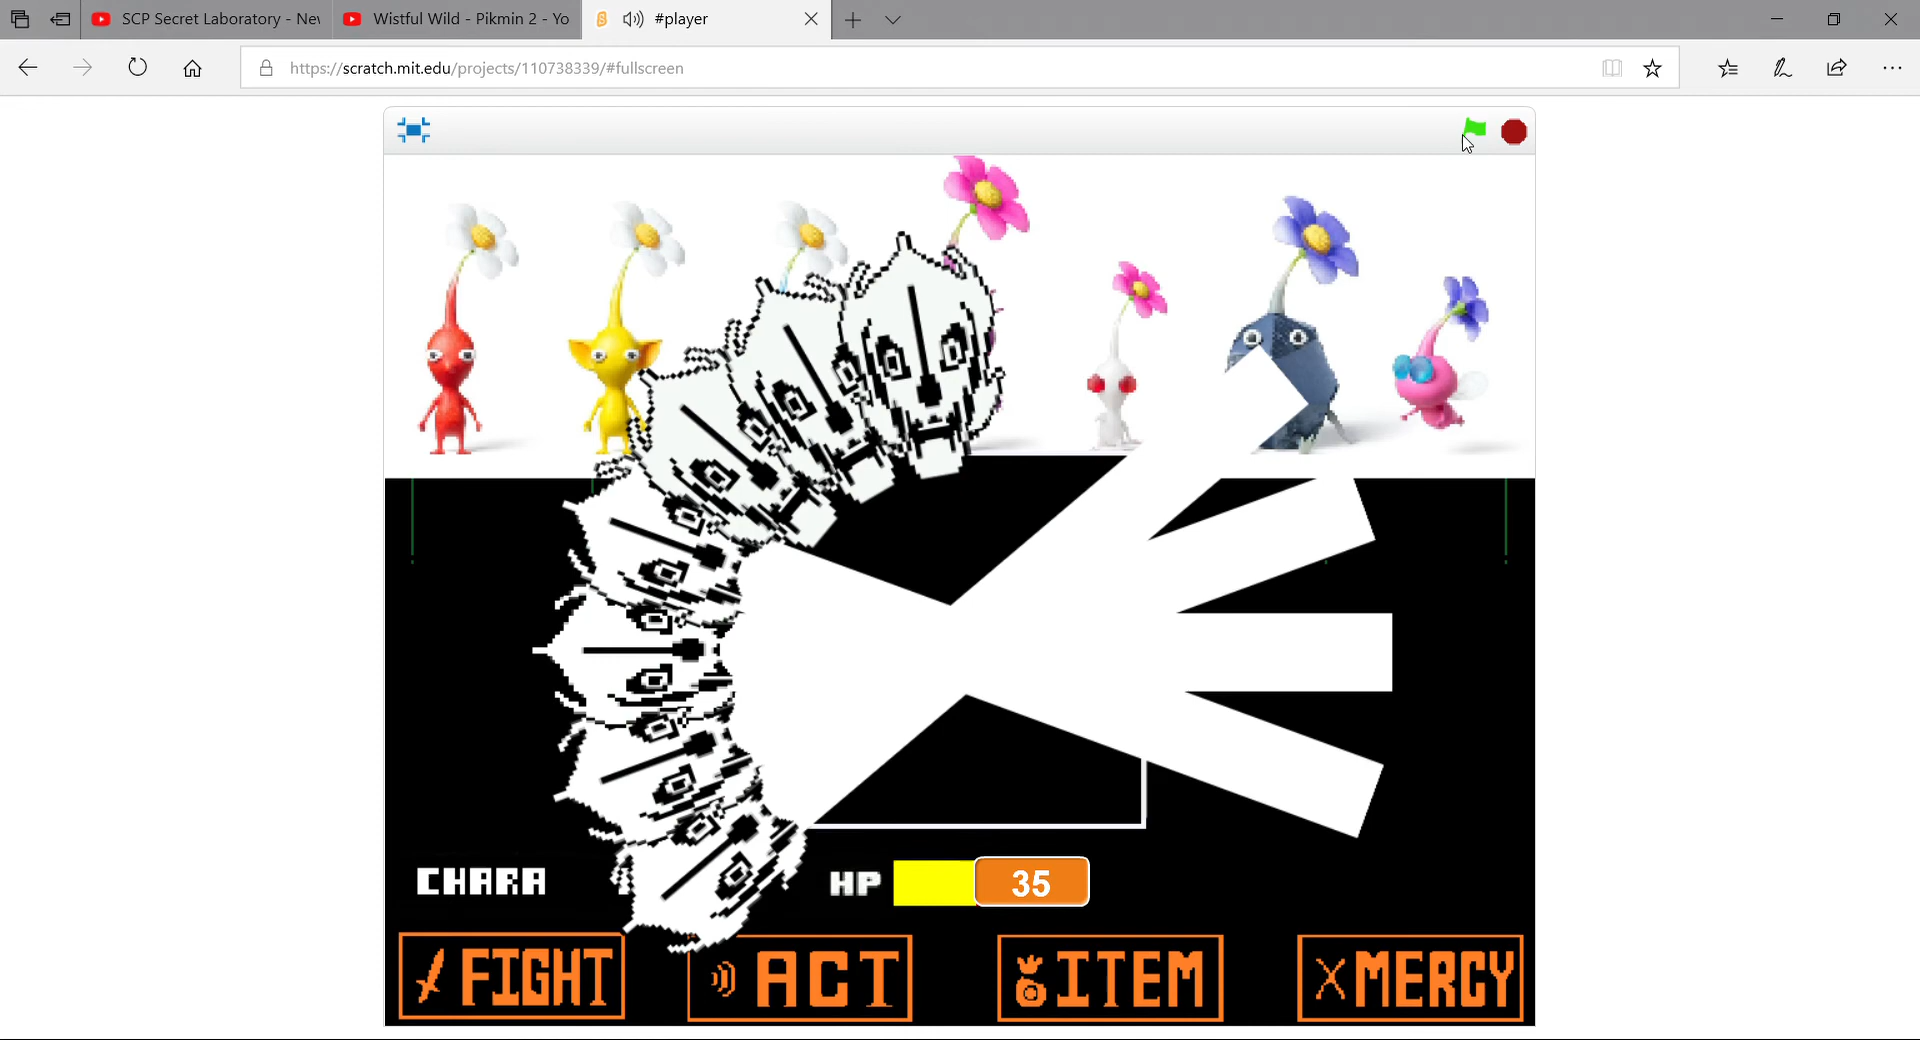 SCP Secret Laboratory - Nev
Wistful Wild - Pikmin 2 - Yo
#player
https://scratch.mit.edu/projects/110738339/#fullscreen
CHARA
HP
35
FIGHT
ACT
ITEM
MERCY